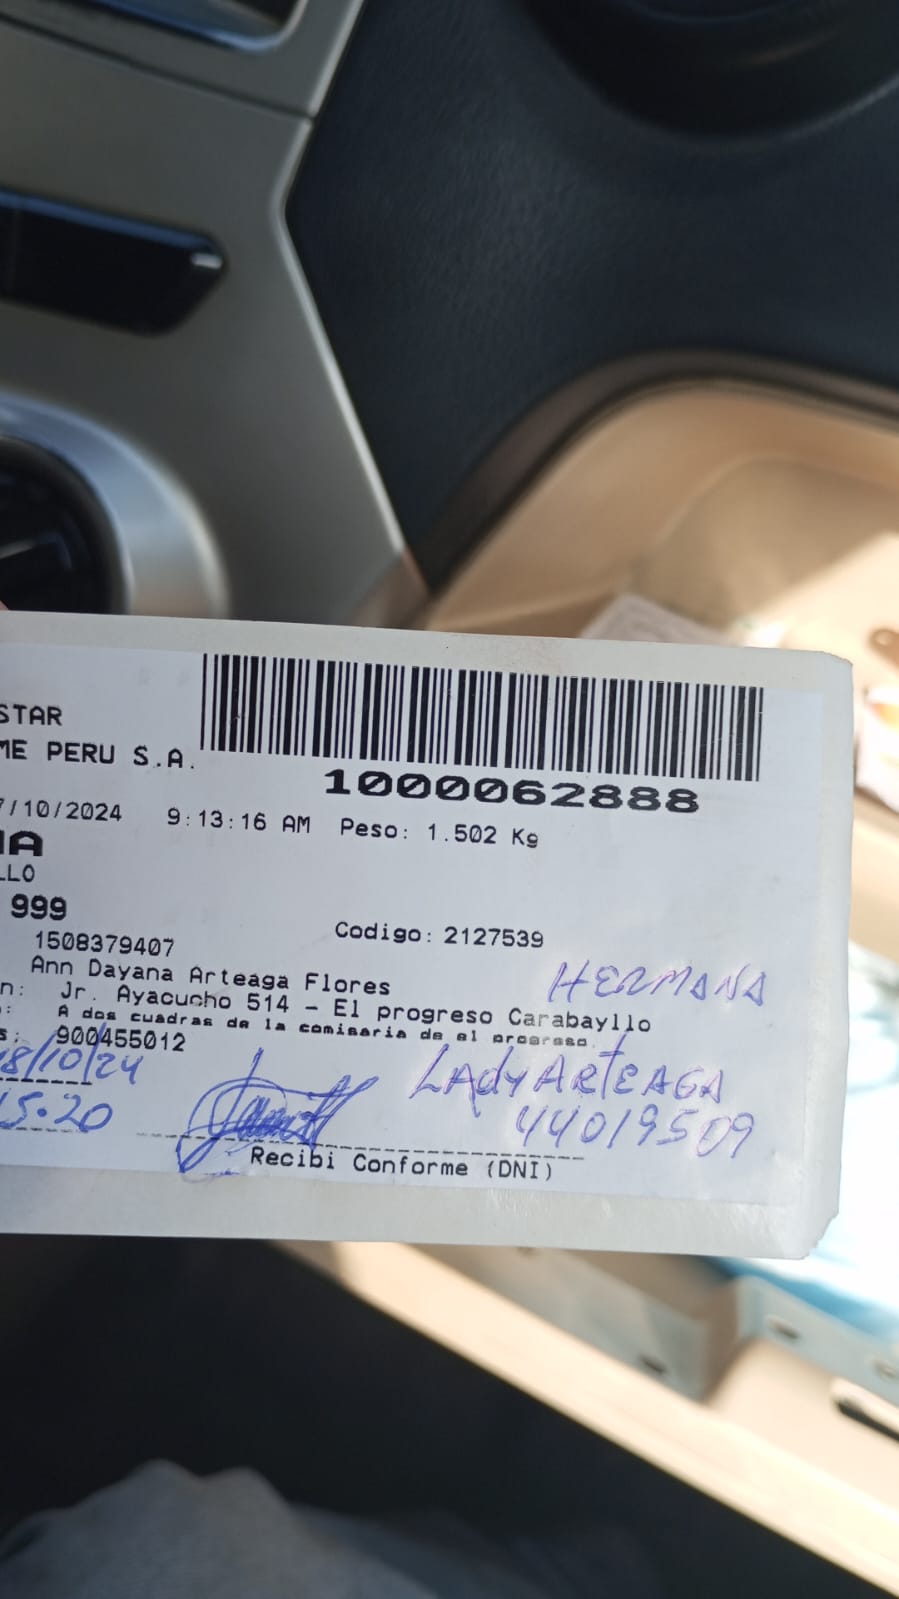 STAR
ME PERU S.A.
1000062888
7/10/2024 9:13:16 AM Peso: 1.502 Kg
NA
LLO
999
Codigo: 2127539
1508379407
Ann Dayana Arteaga Flores
HERMANA
n: Jr. Ayacucho 514 - El progreso Carabayllo
: A dos cuadras de la comisaria de el progreso
s: 900455012
18/10/24
LADY ARTEAGA
15.20
44019509
Recibi Conforme (DNI)